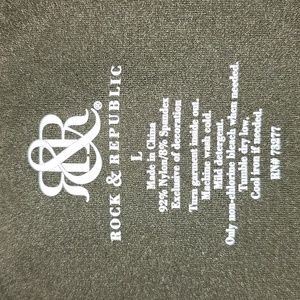 R&R®
ROCK & REPUBLIC
L
Made in China
92% Nylon/8% Spandex
Exclusive of decoration
Turn garment inside out.
Machine wash cold.
Mild detergent.
Only non-chlorine bleach when needed.
Tumble dry low.
Cool iron if needed.
RN# 73277